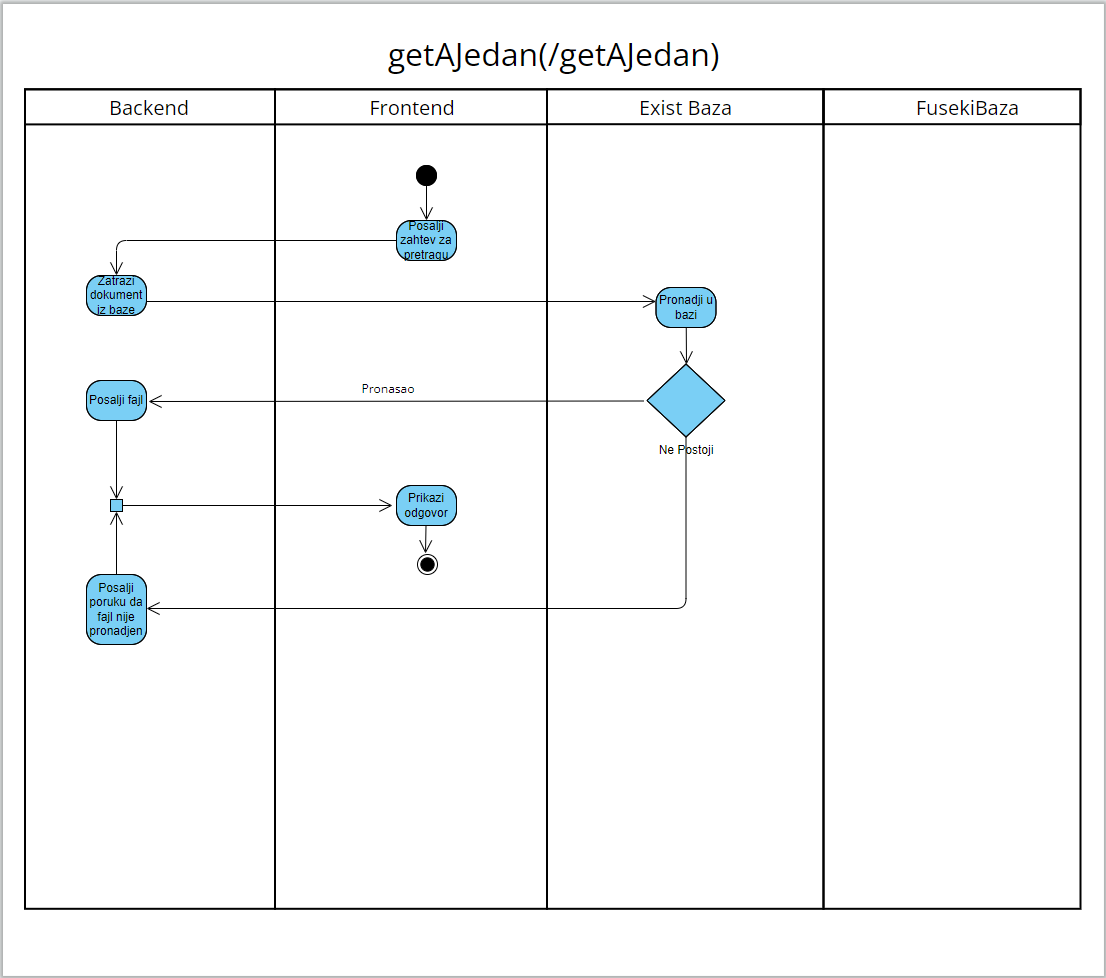 getAJedan(/getAJedan)
Backend
Frontend
Exist Baza
FusekiBaza
Posalji
zahtev za
pretragu
Zatrazi
dokument
iz baze
Pronadji u
bazi
Pronasao
Posalji fajl
Ne Postoji
Prikazi
odgovor
Posalji
poruku da
fajl nije
pronadjen